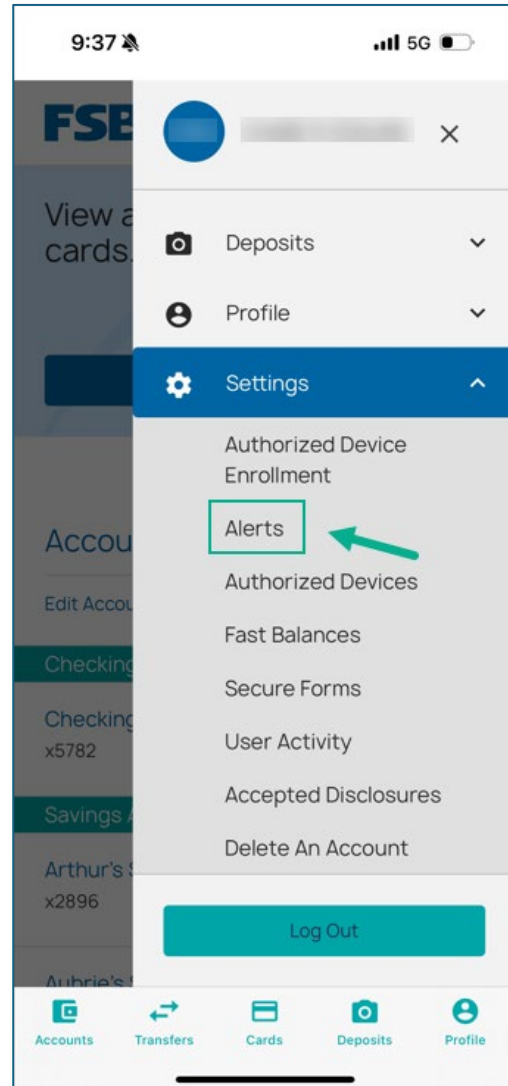 9:37
5G
FSB
View a
cards.
Deposits
Profile
Settings
Authorized Device
Enrollment
Alerts
Authorized Devices
Fast Balances
Secure Forms
User Activity
Accepted Disclosures
Delete An Account
Log Out
Accou
Edit Accou
Checking
Checking
x5782
Savings A
Arthur's S
x2896
Aubrie's S
Accounts
Transfers
Cards
Deposits
Profile